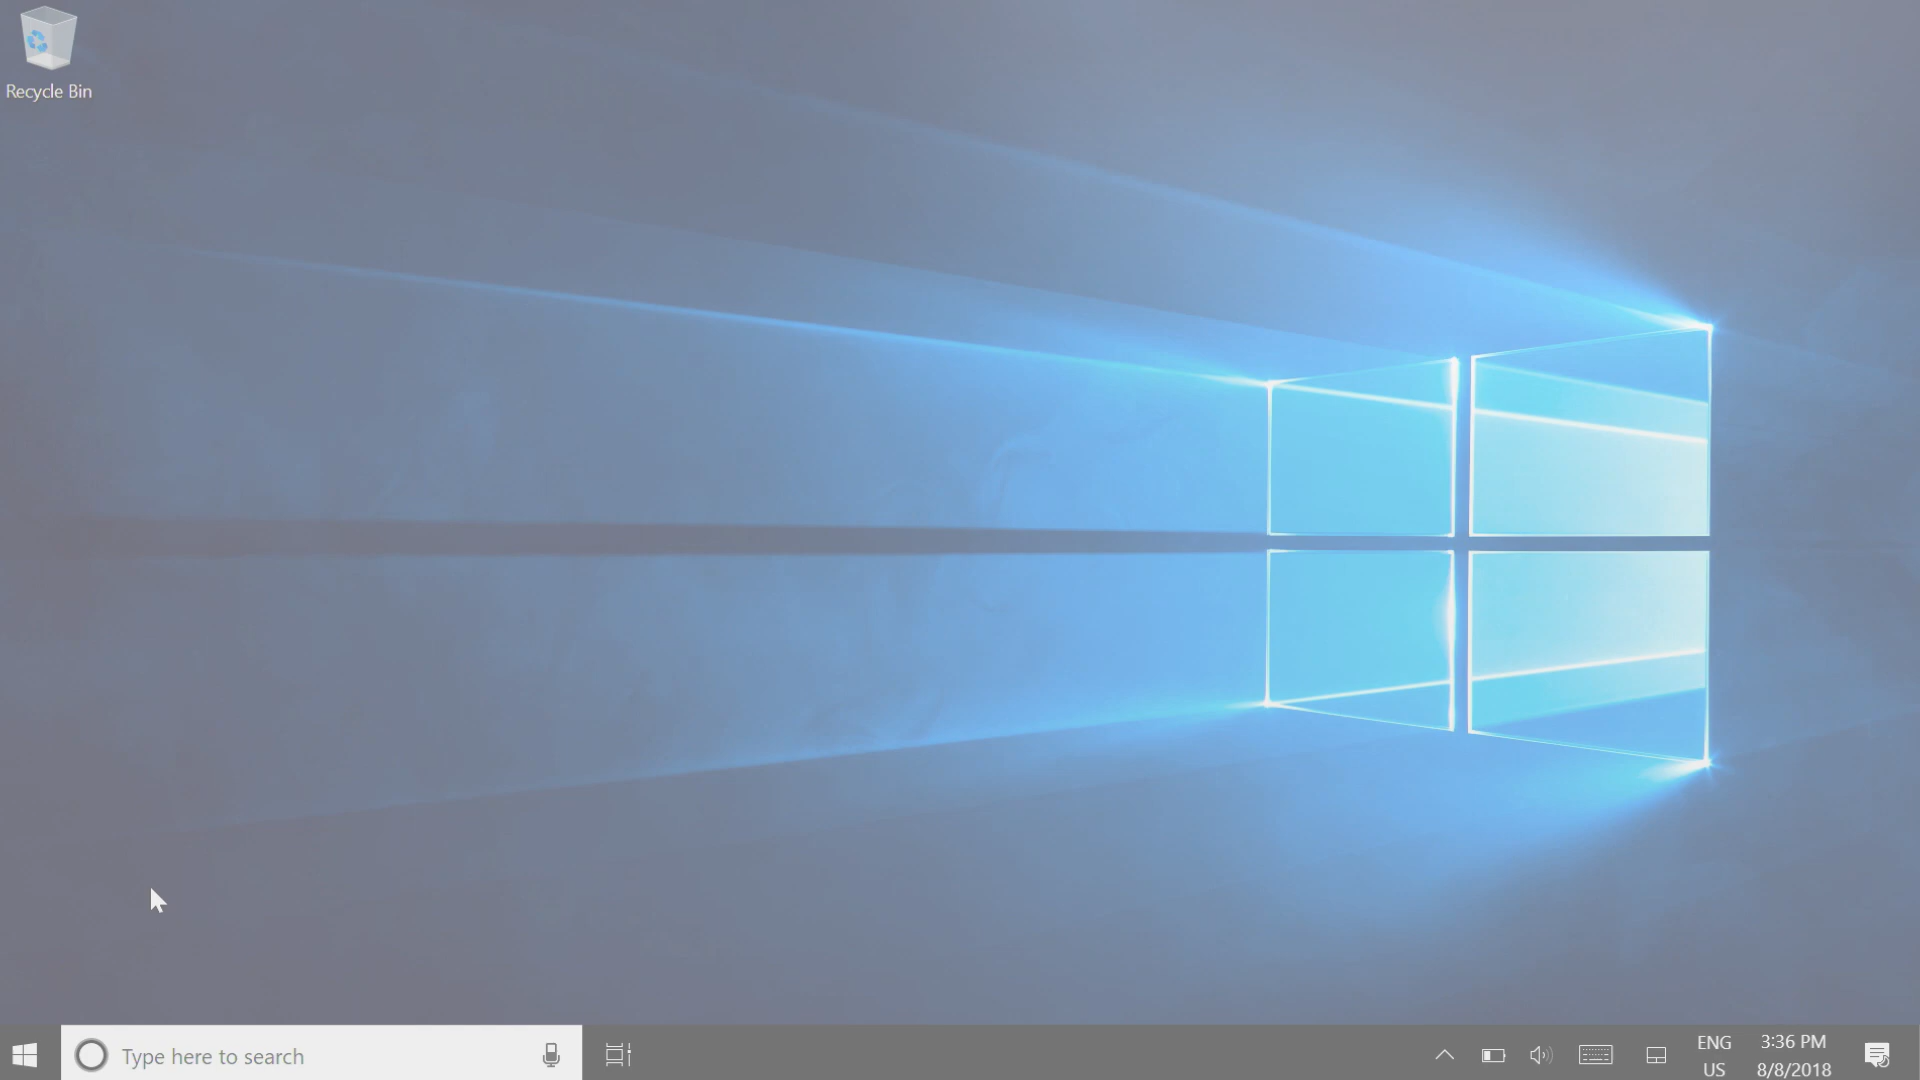 Recycle Bin
Type here to search
ENG
US
3:36 PM
8/8/2018